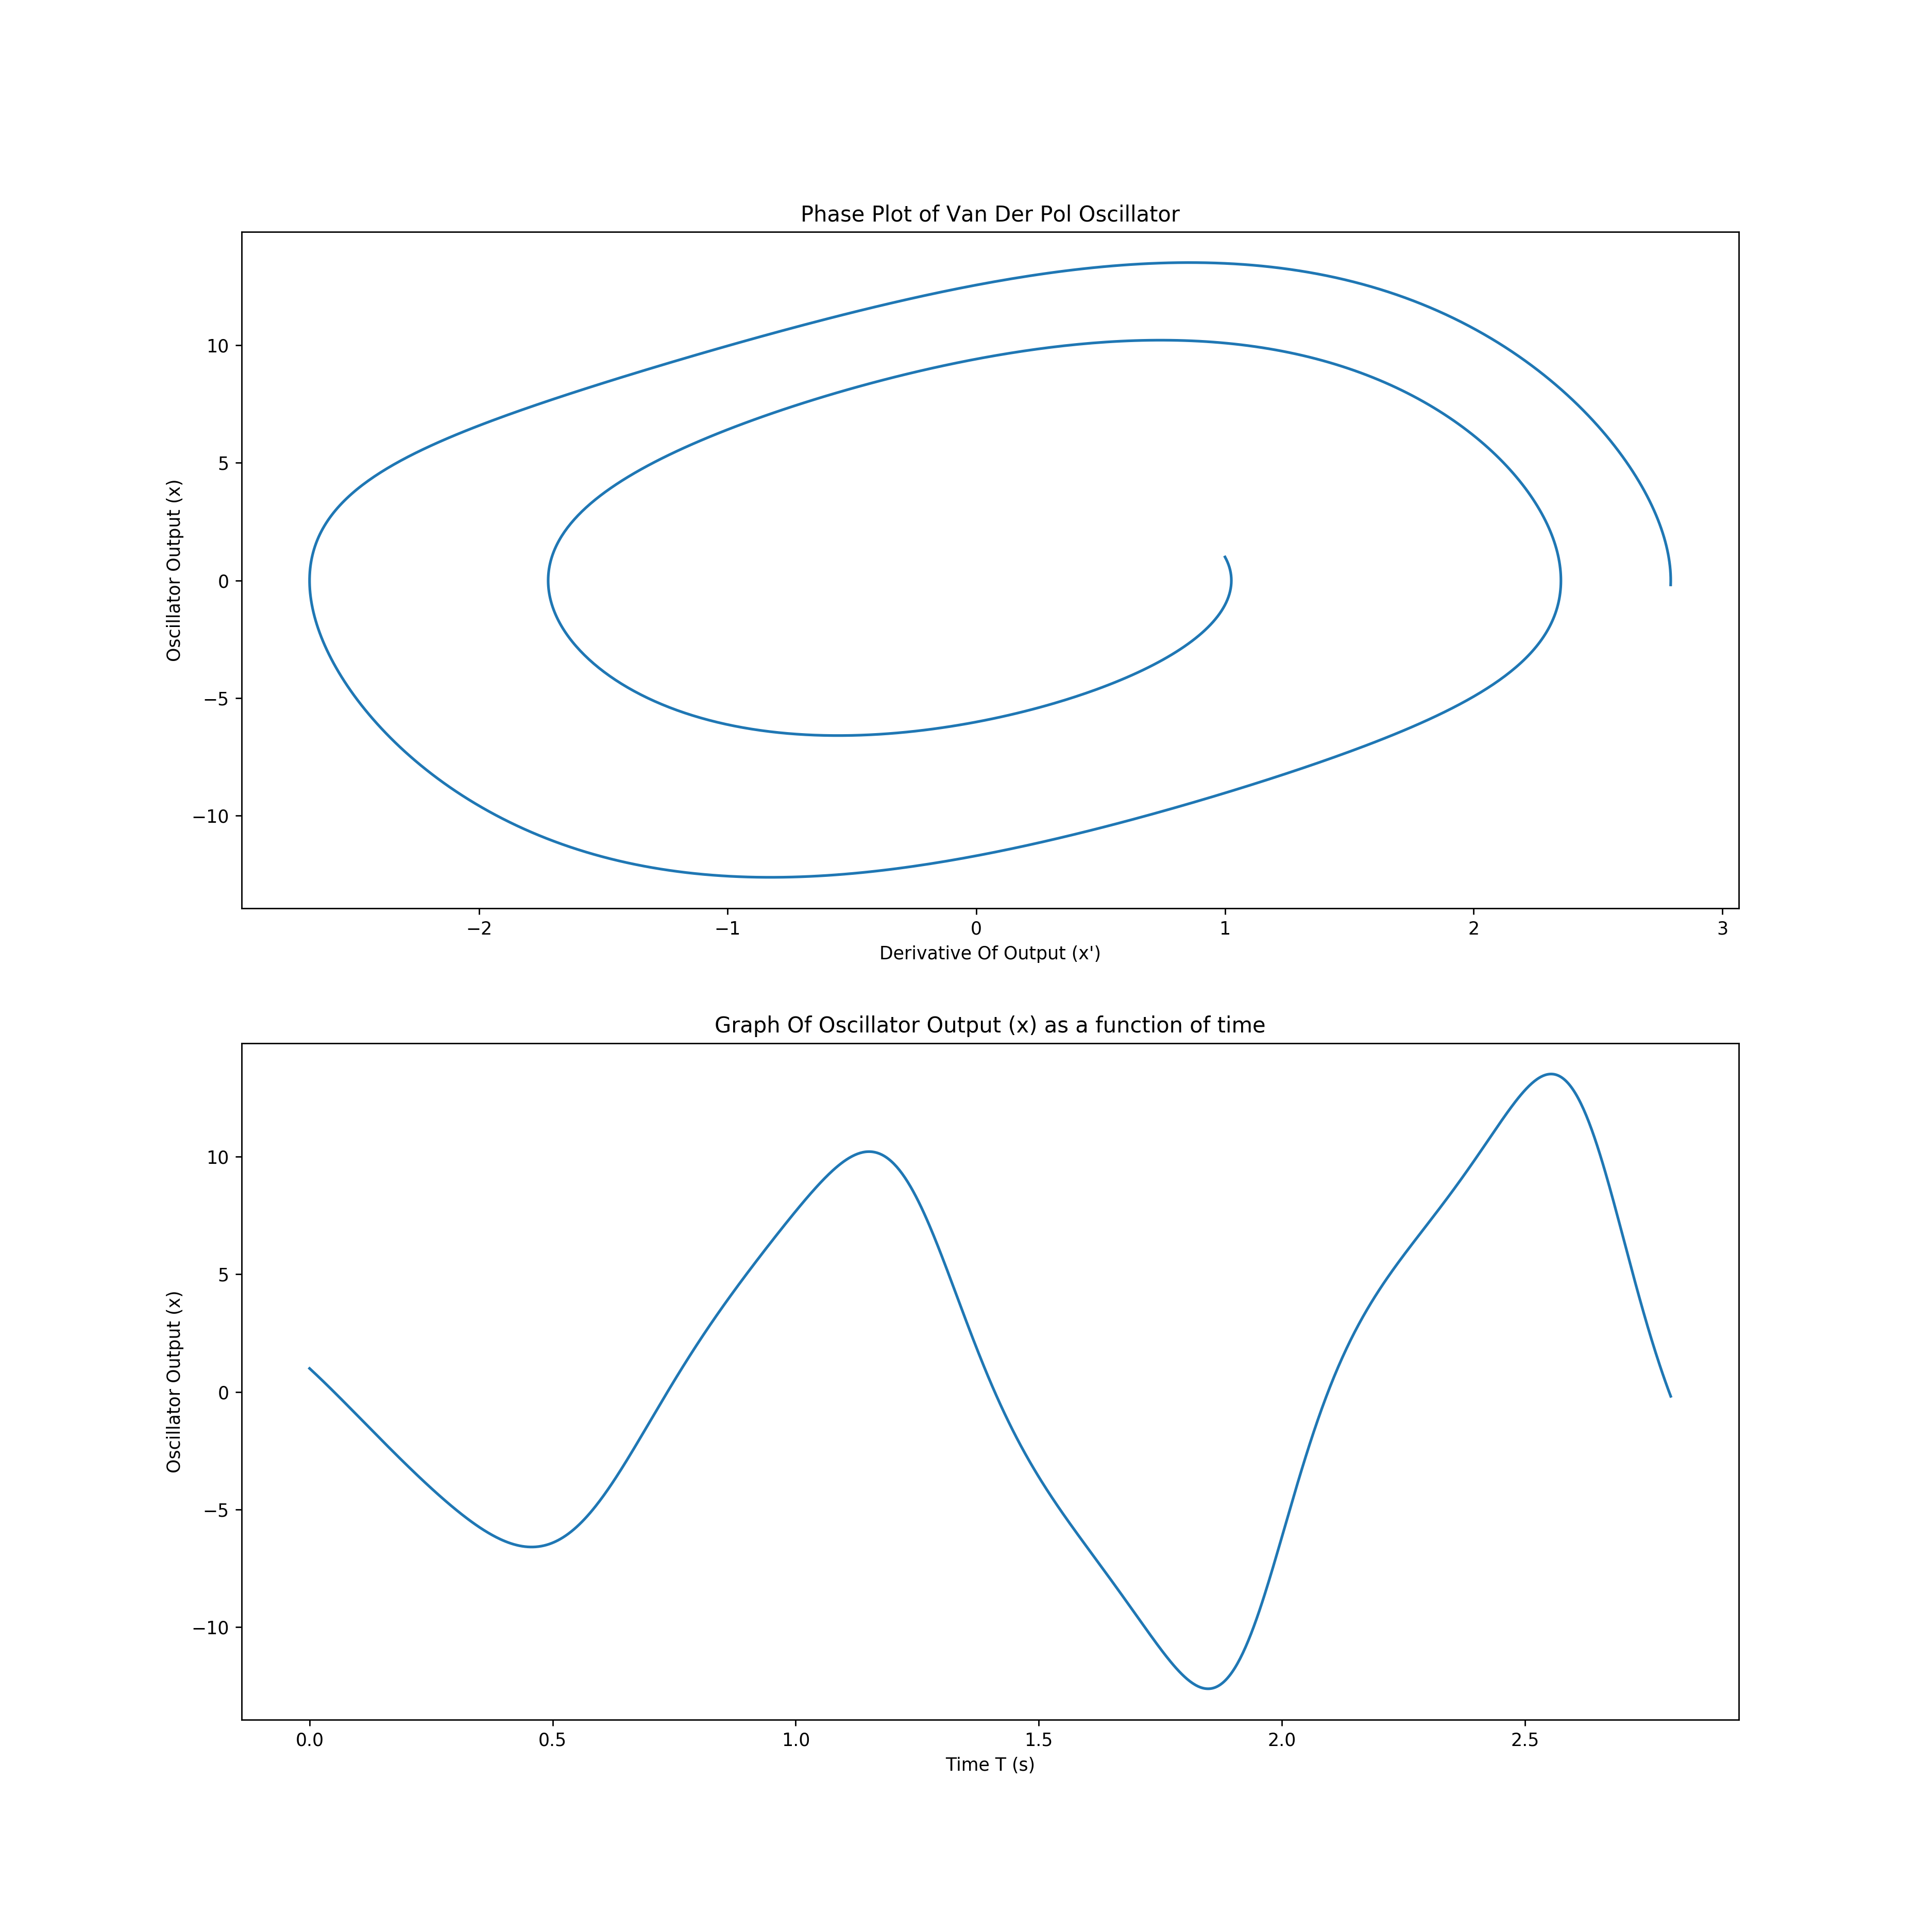 Phase Plot of Van Der Pol Oscillator
Oscillator Output (x)
10
5
0
−5
−10
−2 −1 0 1 2 3
Derivative Of Output (x')
Graph Of Oscillator Output (x) as a function of time
Oscillator Output (x)
10
5
0
−5
−10
0.0 0.5 1.0 1.5 2.0 2.5
Time T (s)